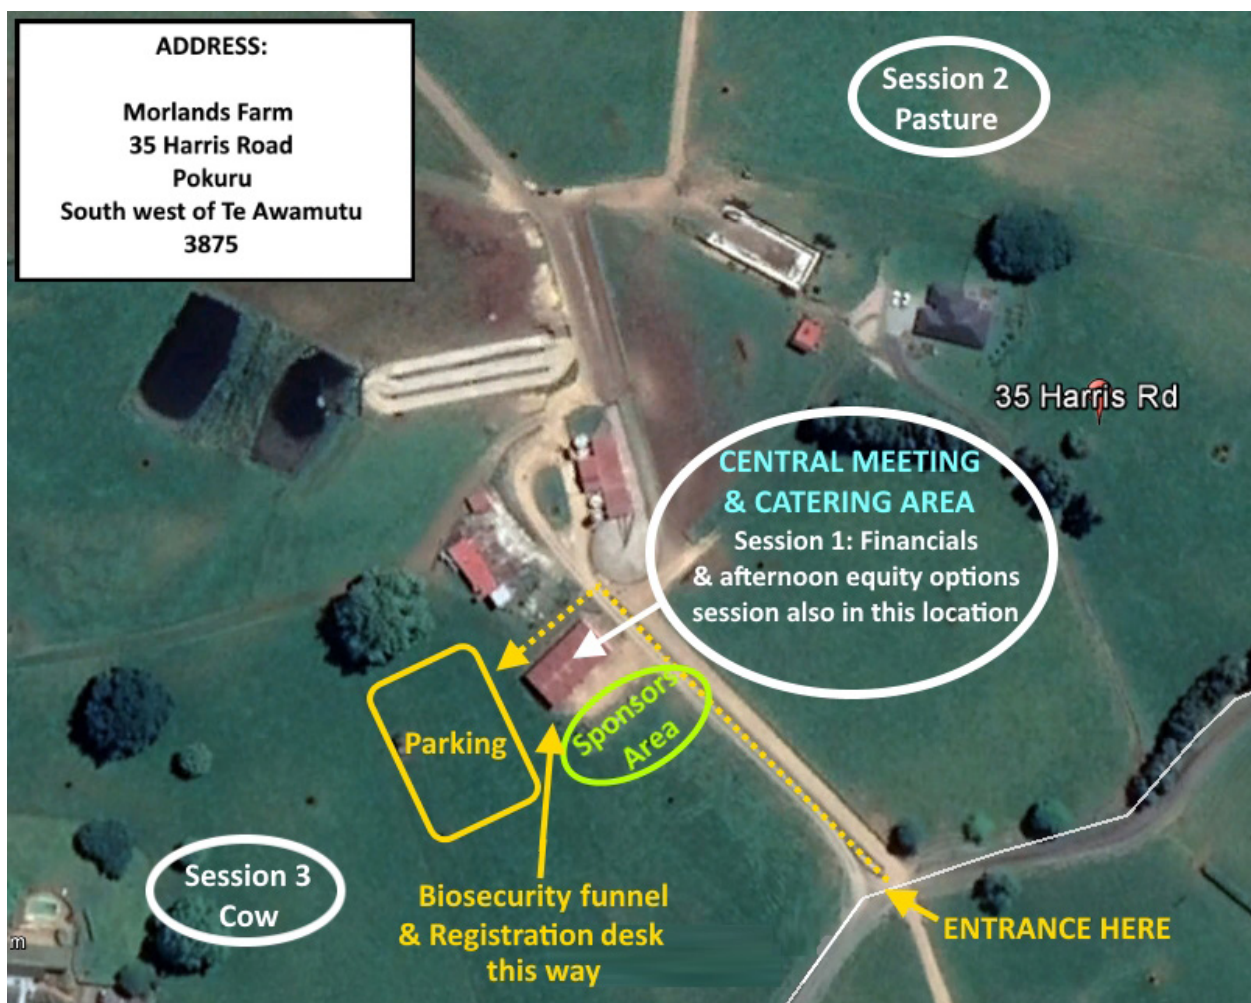 ADDRESS:
Morlands Farm
35 Harris Road
Pokuru
South west of Te Awamutu
3875
Session 2
Pasture
35 Harris Rd
CENTRAL MEETING
& CATERING AREA
Session 1: Financials
& afternoon equity options
session also in this location
Sponsors
Area
Parking
Session 3
Cow
Biosecurity funnel
& Registration desk
this way
ENTRANCE HERE
m